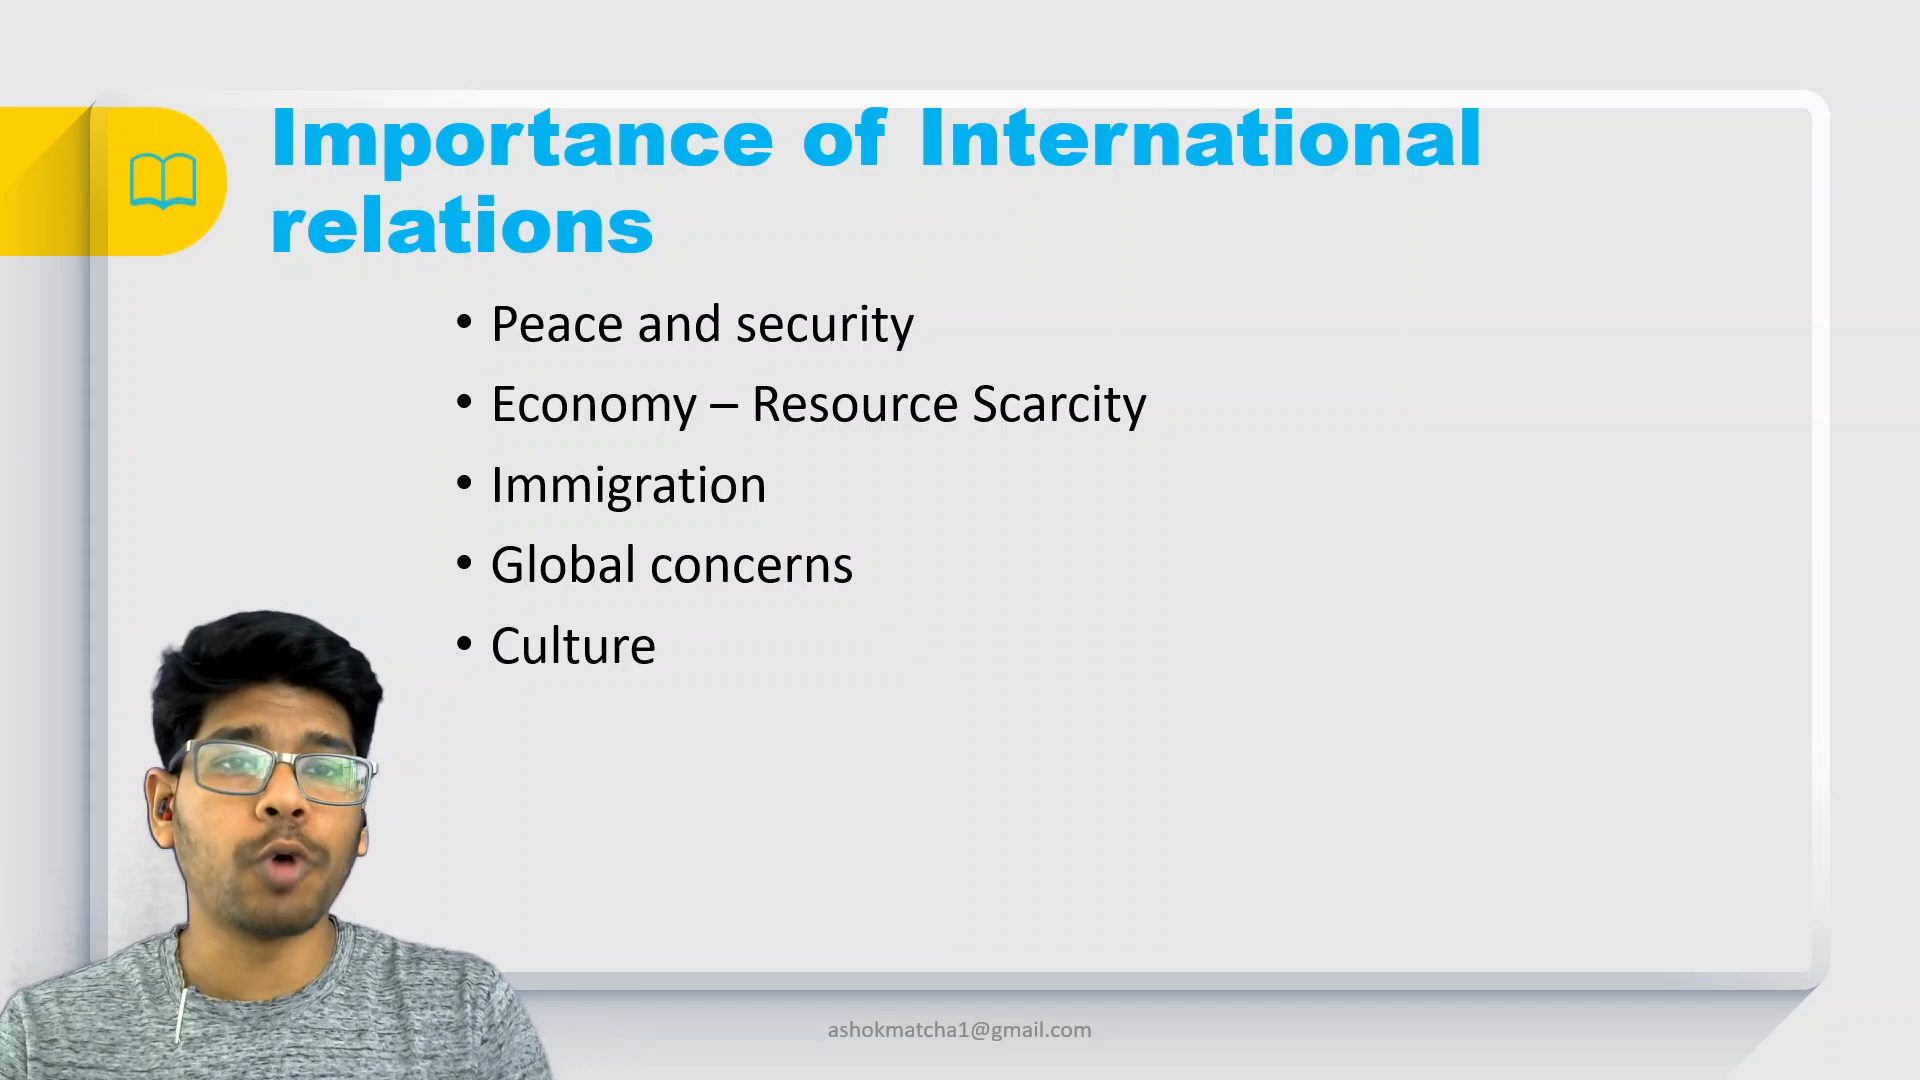 Importance of International
relations
• Peace and security
• Economy – Resource Scarcity
• Immigration
• Global concerns
• Culture
ashokmatcha1@gmail.com